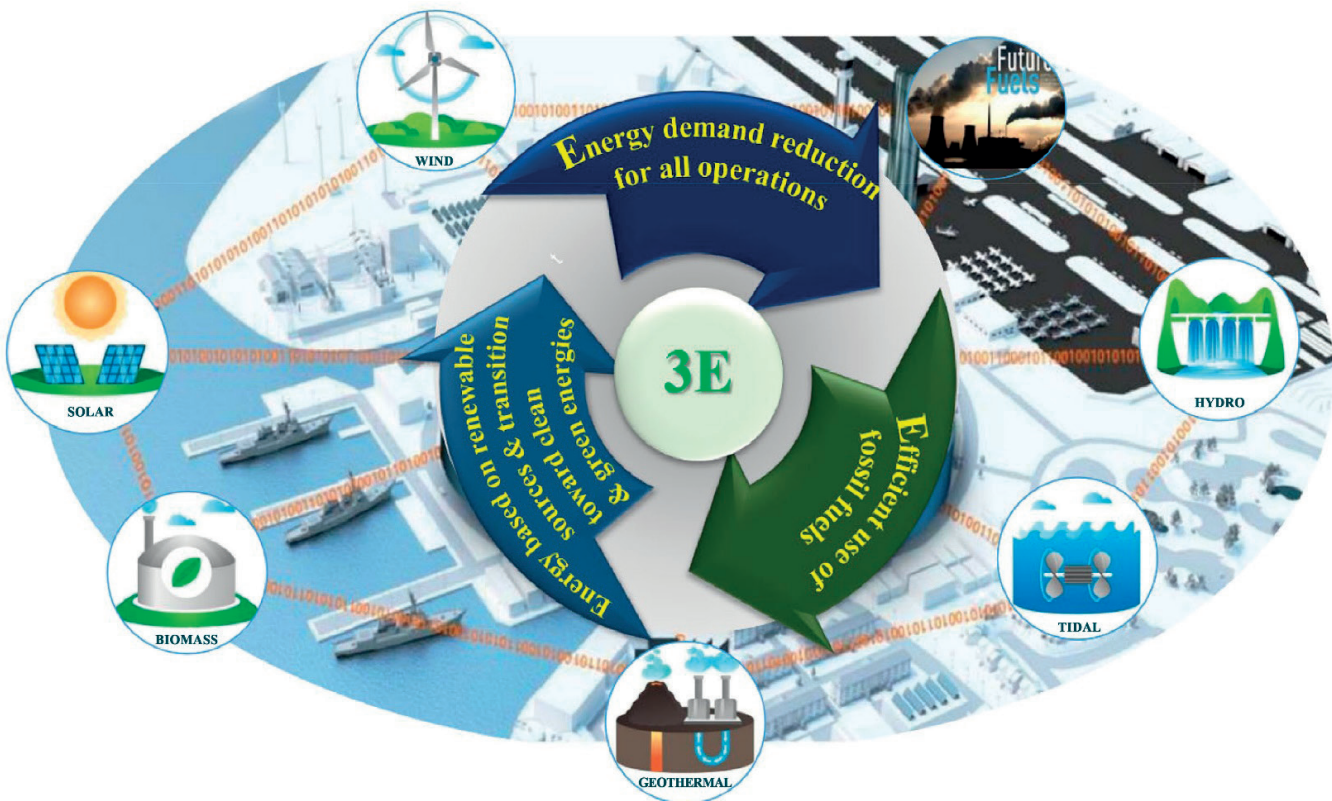 Future
Fuels
WIND
Energy demand reduction
for all operations
3E
SOLAR
HYDRO
Energy based on renewable
sources & transition
toward clean
& green energies
Efficient use of
fossil fuels
BIOMASS
TIDAL
GEOTHERMAL